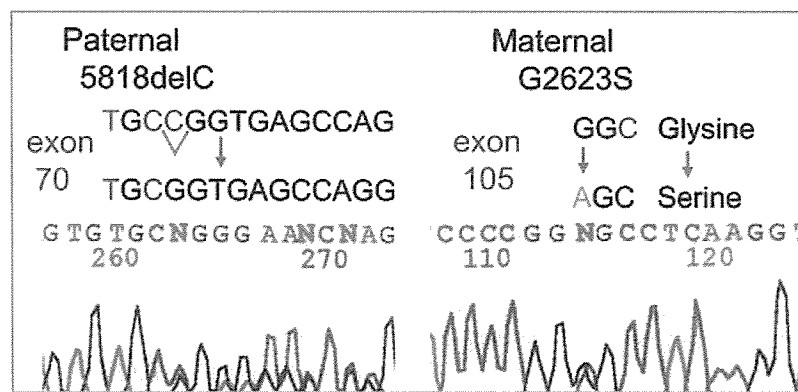 Paternal
5818delC
TGCCGGTGAGCCAG
exon
70
TGCGGTGAGCCAGG
GTGTGCNGGGAANCNAG
260 270
Maternal
G2623S
GGC Glysine
exon
105
AGC Serine
CCCCGGNGCCTCAAGG
110 120